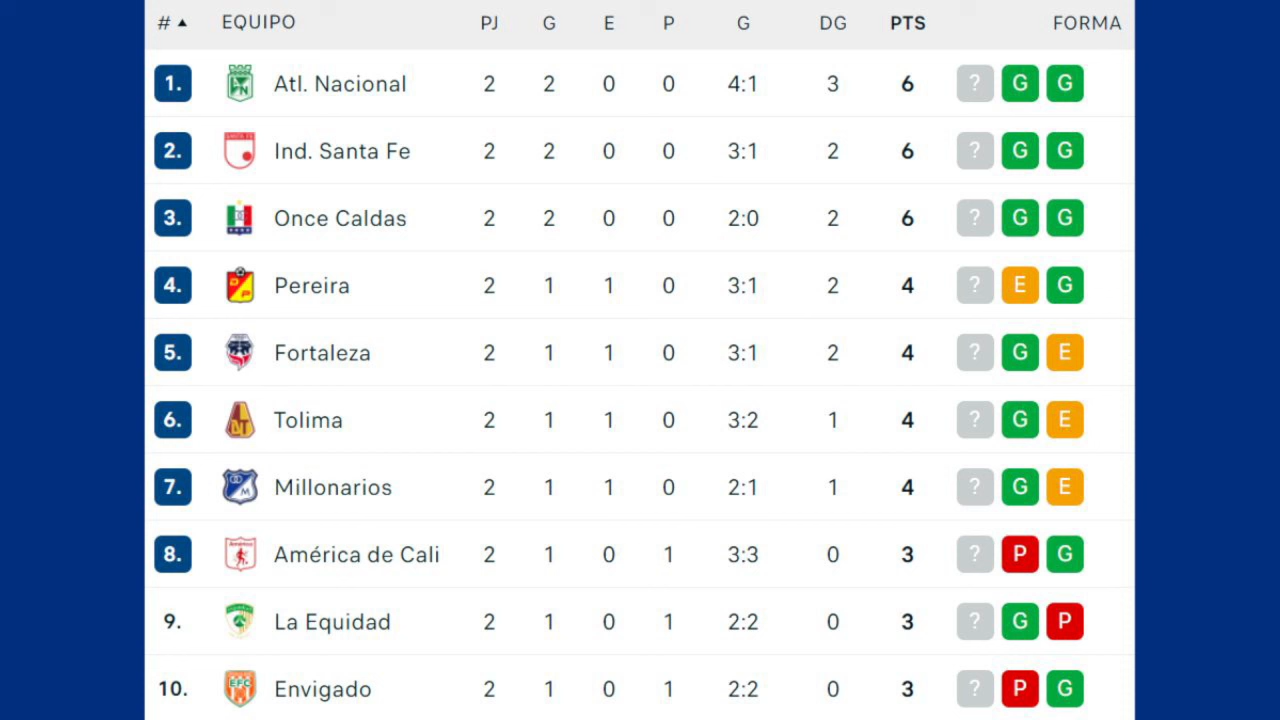 # ▲ EQUIPO PJ G E P G DG PTS FORMA
1. Atl. Nacional 2 2 0 0 4:1 3 6 ? G G
2. Ind. Santa Fe 2 2 0 0 3:1 2 6 ? G G
3. Once Caldas 2 2 0 0 2:0 2 6 ? G G
4. Pereira 2 1 1 0 3:1 2 4 ? E G
5. Fortaleza 2 1 1 0 3:1 2 4 ? G E
6. Tolima 2 1 1 0 3:2 1 4 ? G E
7. Millonarios 2 1 1 0 2:1 1 4 ? G E
8. América de Cali 2 1 0 1 3:3 0 3 ? P G
9. La Equidad 2 1 0 1 2:2 0 3 ? G P
10. Envigado 2 1 0 1 2:2 0 3 ? P G